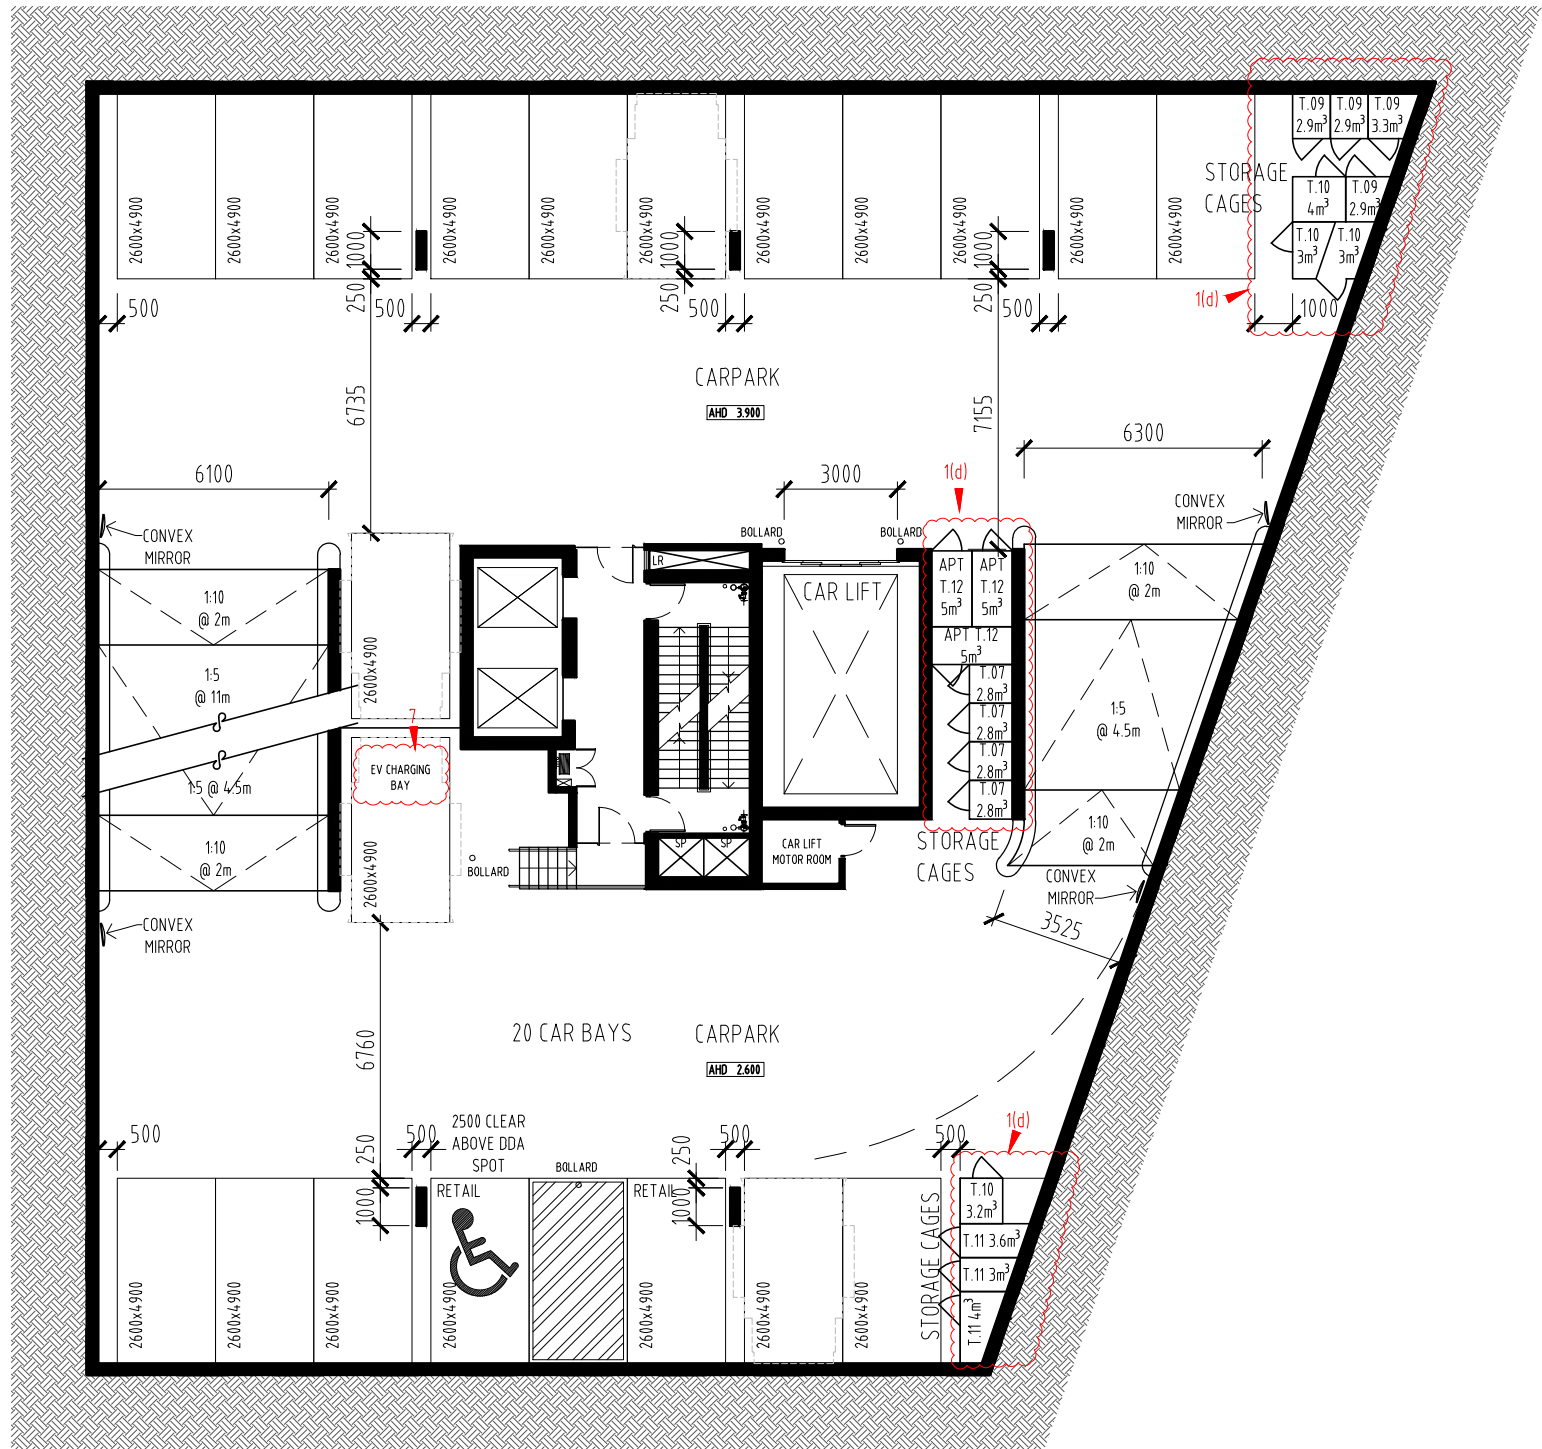 T.09
2.9m³
T.09
2.9m³
T.09
3.3m³
STORAGE
CAGES
T.10
4m³
T.09
2.9m³
T.10
3m³
T.10
3m³
2600x4900
2600x4900
2600x4900
2600x4900
2600x4900
2600x4900
2600x4900
2600x4900
2600x4900
2600x4900
2600x4900
1000
1000
1000
250
250
250
500
500
500
500
1000
1(d)
CARPARK
AHD 3.900
6735
7155
6300
6100
3000
1(d)
CONVEX
MIRROR
CONVEX
MIRROR
BOLLARD
BOLLARD
LR
CAR LIFT
APT
T.12
5m³
APT
T.12
5m³
APT T.12
5m³
T.07
2.8m³
T.07
2.8m³
T.07
2.8m³
T.07
2.8m³
1:10
@ 2m
1:5
@ 11m
1:5 @ 4.5m
1:10
@ 2m
2600x4900
7
EV CHARGING
BAY
2600x4900
1:10
@ 2m
1:5
@ 4.5m
1:10
@ 2m
STORAGE
CAGES
SP
SP
CAR LIFT
MOTOR ROOM
BOLLARD
CONVEX
MIRROR
CONVEX
MIRROR
3525
20 CAR BAYS
CARPARK
AHD 2.600
6760
500
250
500
2500 CLEAR
ABOVE DDA
SPOT
BOLLARD
250
500
500
1(d)
1000
RETAIL
RETAIL
1000
2600x4900
2600x4900
2600x4900
2600x4900
2600x4900
2600x4900
2600x4900
STORAGE CAGES
T.10
3.2m³
T.11 3.6m³
T.11 3m³
T.11 4m³